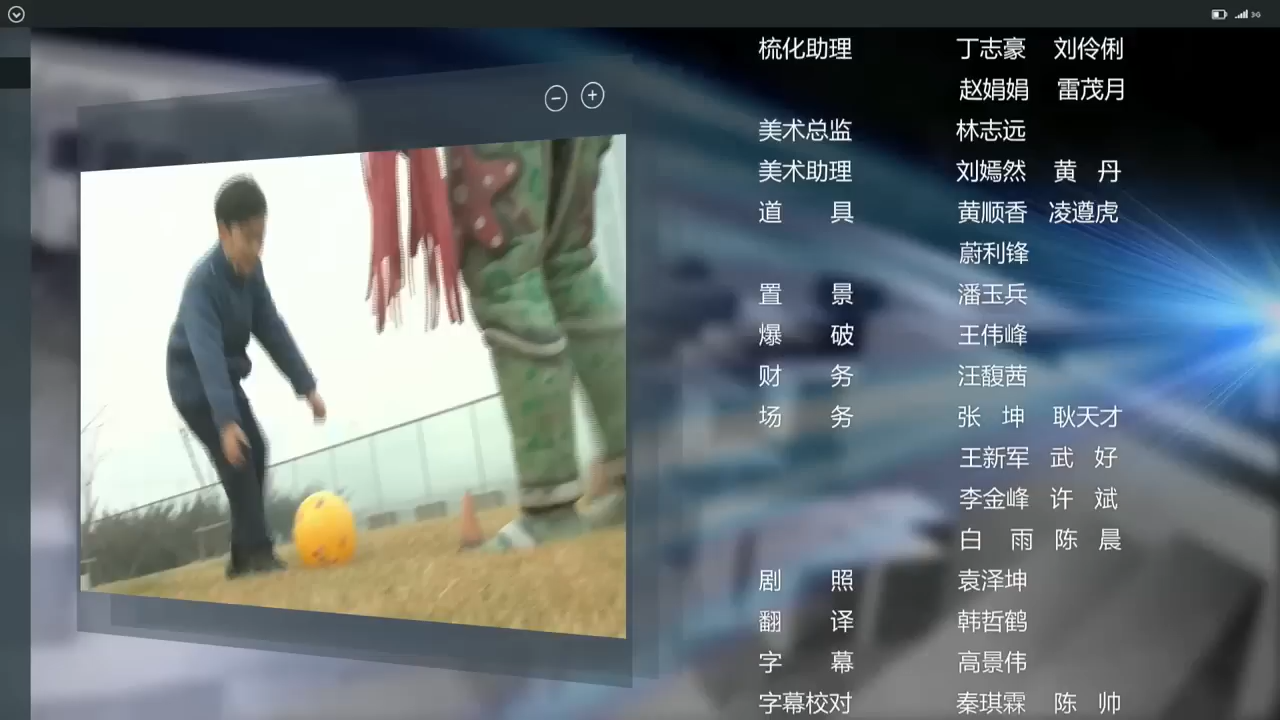 3G
梳化助理 丁志豪 刘伶俐
赵娟娟 雷茂月
美术总监 林志远
美术助理 刘嫣然 黄 丹
道 具 黄顺香 凌遵虎
蔚利锋
置 景 潘玉兵
爆 破 王伟峰
财 务 汪馥茜
场 务 张 坤 耿天才
王新军 武 好
李金峰 许 斌
白 雨 陈 晨
剧 照 袁泽坤
翻 译 韩哲鹤
字 幕 高景伟
字幕校对 秦琪霖 陈 帅